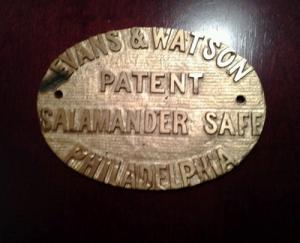 EVANS & WATSON
PATENT
SALAMANDER SAFE
PHILADELPHIA